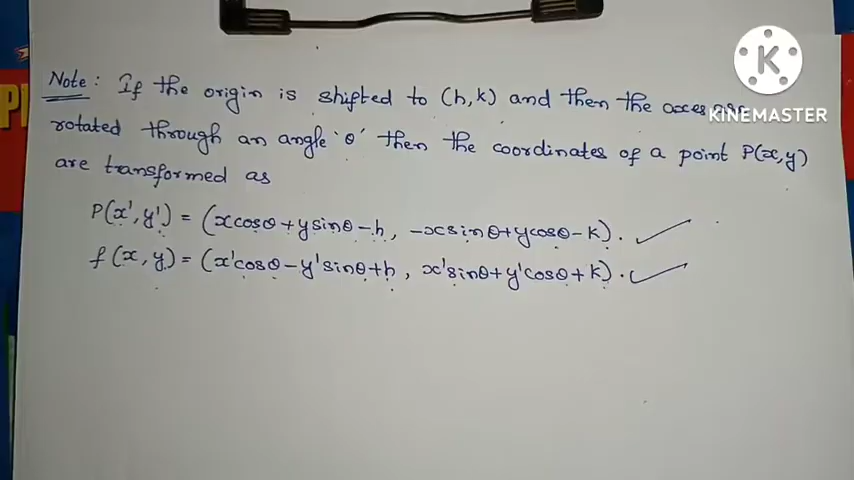 Note: If the origin is shifted to (h, k) and then the axes are
rotated through an angle 'θ' then the coordinates of a point P(x, y)
are transformed as
P(x', y') = (xcosθ + ysinθ - h, -xsinθ + ycosθ - k).
f(x, y) = (x'cosθ - y'sinθ + h, x'sinθ + y'cosθ + k).
K
KINEMASTER